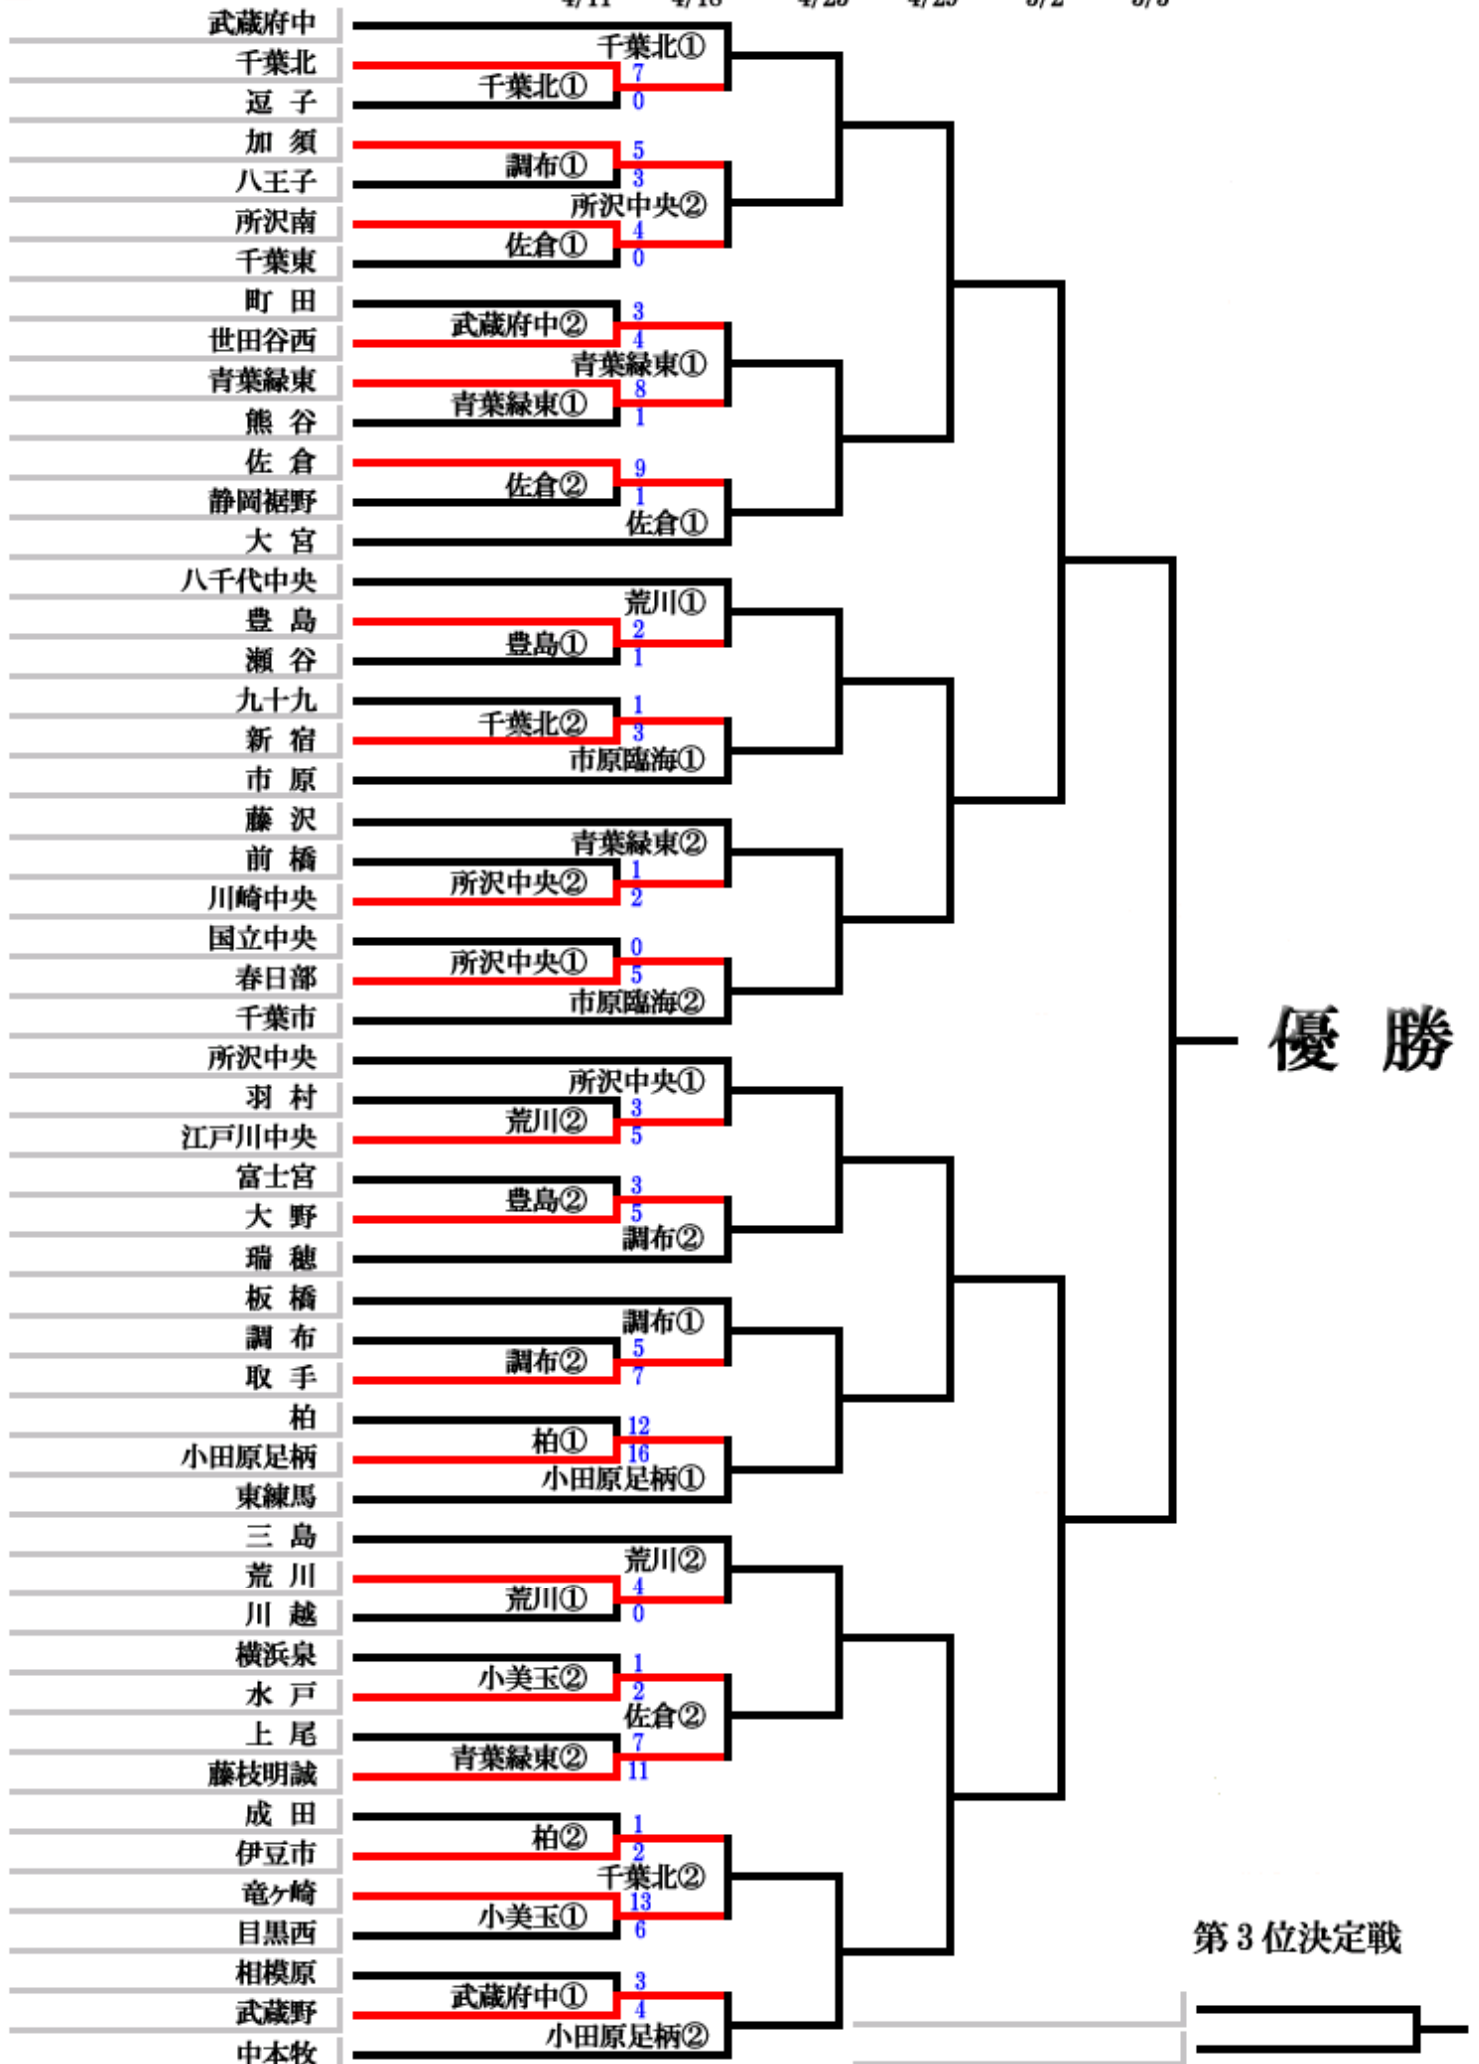 武蔵府中
千葉北①
千葉北
7
千葉北①
逗 子
0
加 須
5
調布①
八王子
3
所沢中央②
所沢南
4
佐倉①
千葉東
0
町 田
3
武蔵府中②
世田谷西
4
青葉緑東①
青葉緑東
8
青葉緑東①
熊 谷
1
佐 倉
9
佐倉②
静岡裾野
1
佐倉①
大 宮
八千代中央
荒川①
豊 島
2
豊島①
瀬 谷
1
九十九
1
千葉北②
新 宿
3
市原臨海①
市 原
藤 沢
青葉緑東②
前 橋
1
所沢中央②
川崎中央
2
国立中央
0
所沢中央①
春日部
5
市原臨海②
千葉市
所沢中央
所沢中央①
羽 村
3
荒川②
江戸川中央
5
富士宮
3
豊島②
大 野
5
調布②
瑞 穂
板 橋
調布①
調 布
5
調布②
取 手
7
柏
12
柏①
小田原足柄
16
小田原足柄①
東練馬
三 島
荒川②
荒 川
4
荒川①
川 越
0
横浜泉
1
小美玉②
水 戸
2
佐倉②
上 尾
7
青葉緑東②
藤枝明誠
11
成 田
1
柏②
伊豆市
2
千葉北②
竜ヶ崎
13
小美玉①
目黒西
6
相模原
3
武蔵府中①
武蔵野
4
小田原足柄②
中本牧
優 勝
第3位決定戦